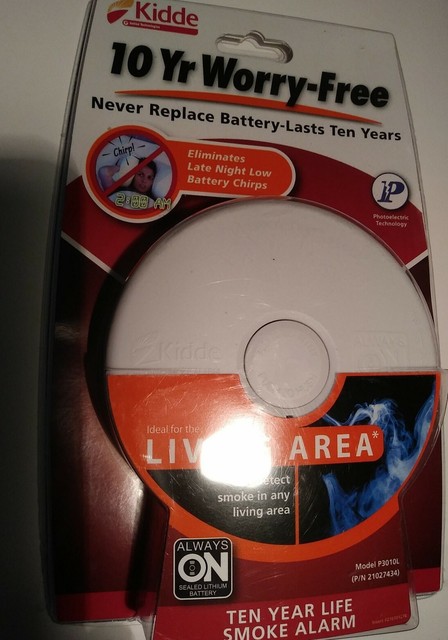 Kidde
10 Yr Worry-Free
Never Replace Battery-Lasts Ten Years
Chirp!
Eliminates
Late Night Low
Battery Chirps
2:00 AM
P
Photoelectric
Technology
Kidde
Ideal for the
LIV AREA*
etect
smoke in any
living area
ALWAYS
ON
SEALED LITHIUM
BATTERY
Model P3010L
(P/N 21027434)
TEN YEAR LIFE
SMOKE ALARM